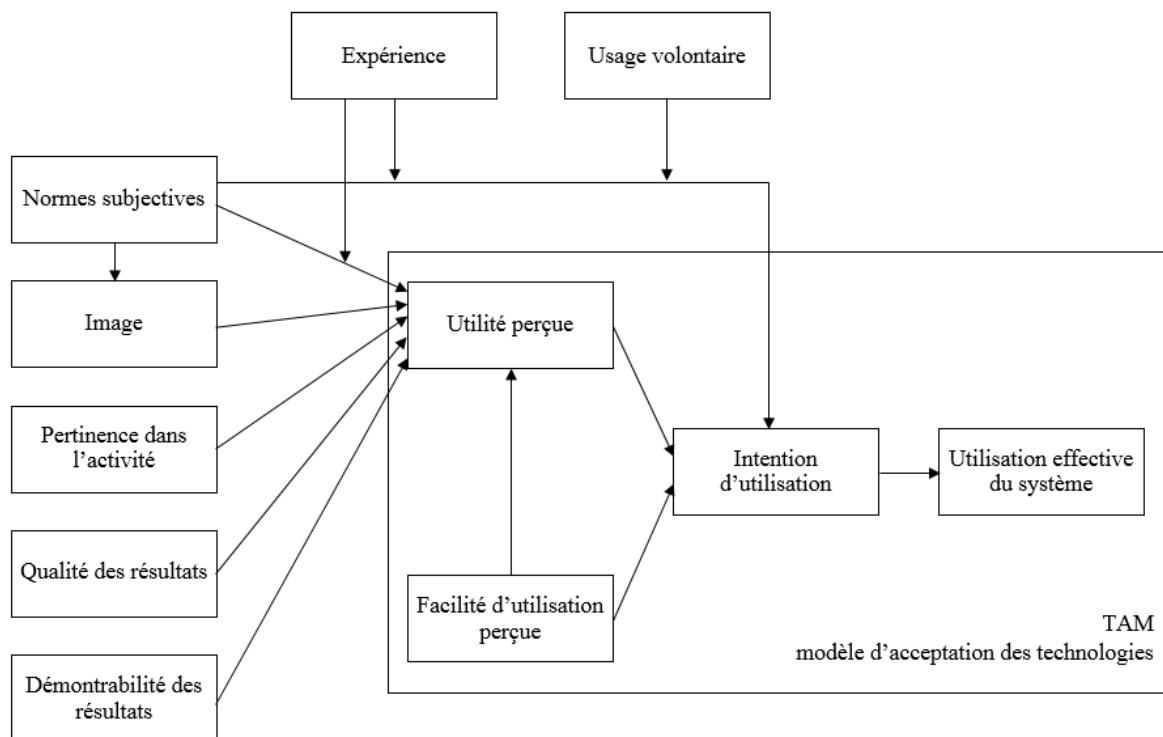 Expérience
Usage volontaire
Normes subjectives
Image
Utilité perçue
Pertinence dans
l’activité
Intention
d’utilisation
Utilisation effective
du système
Qualité des résultats
Facilité d’utilisation
perçue
TAM
modèle d’acceptation des technologies
Démontrabilité des
résultats